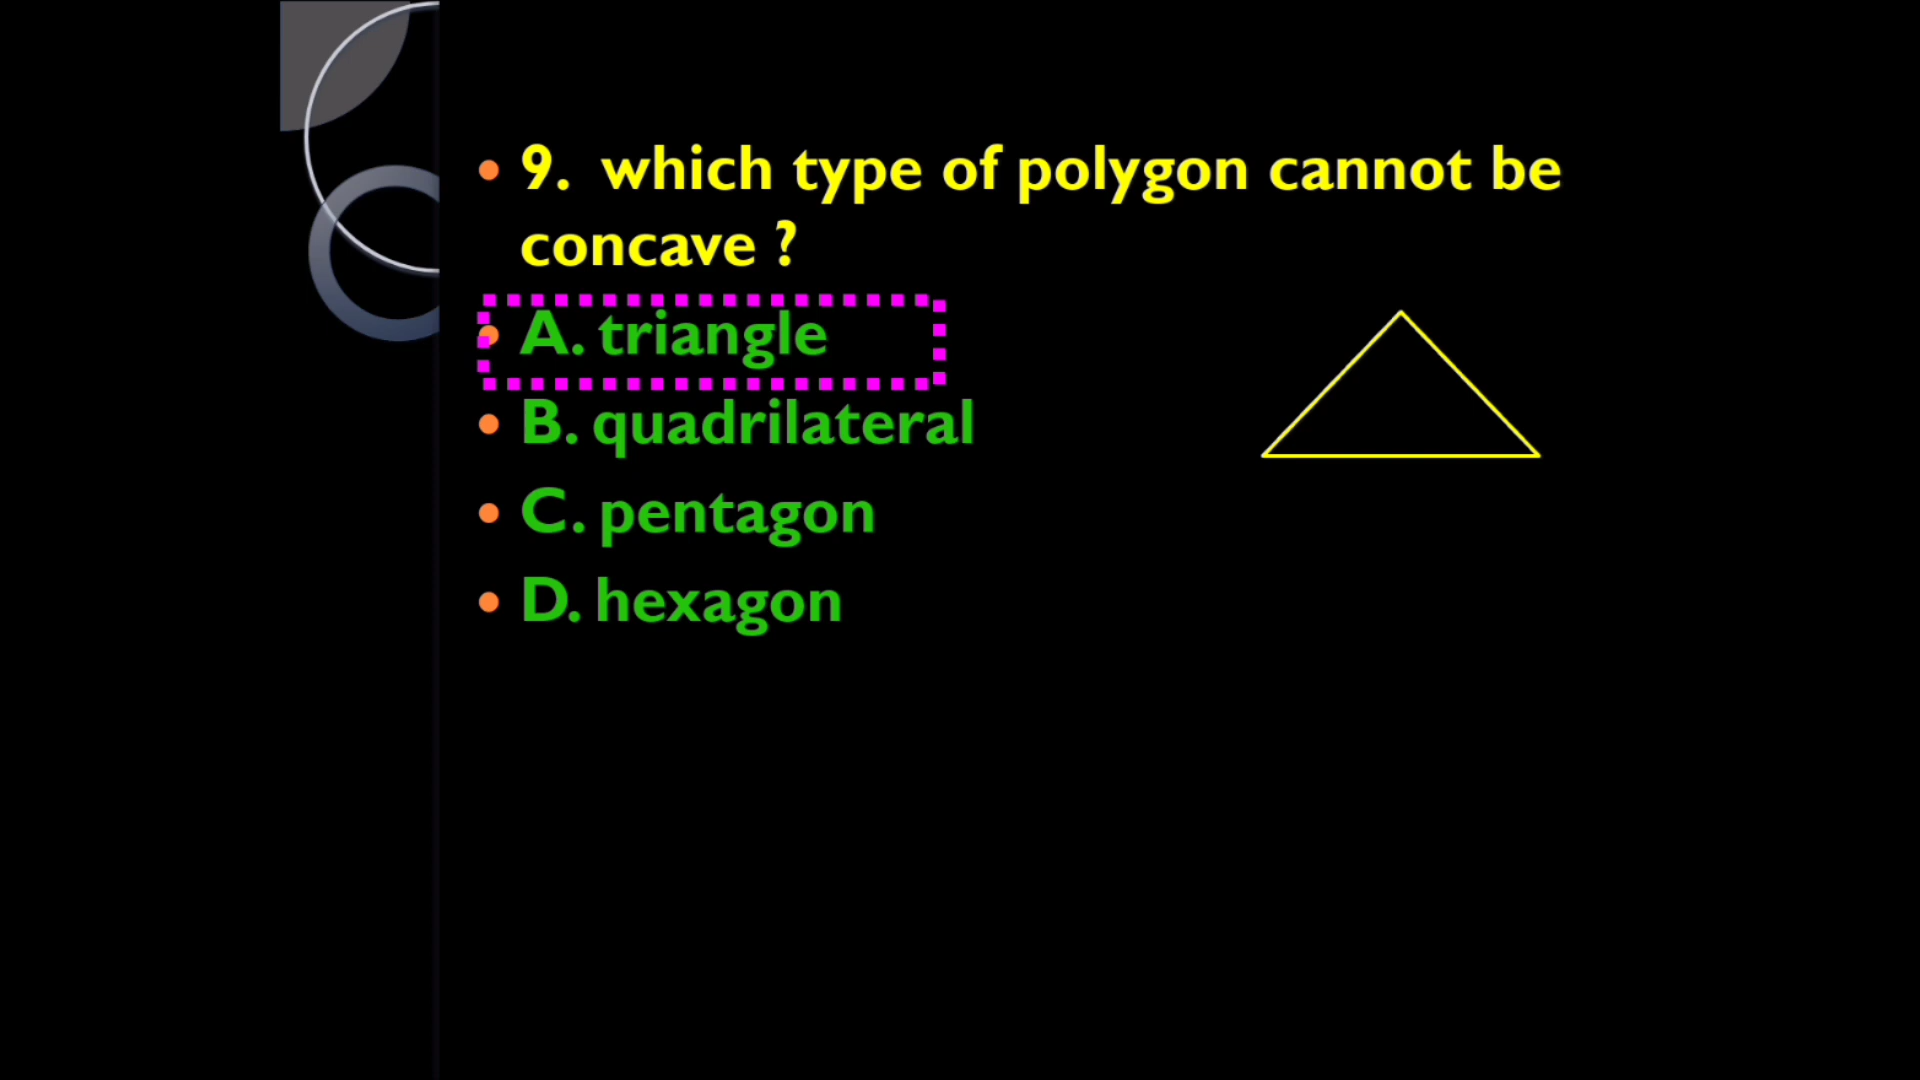 9. which type of polygon cannot be
concave ?
A. triangle
B. quadrilateral
C. pentagon
D. hexagon